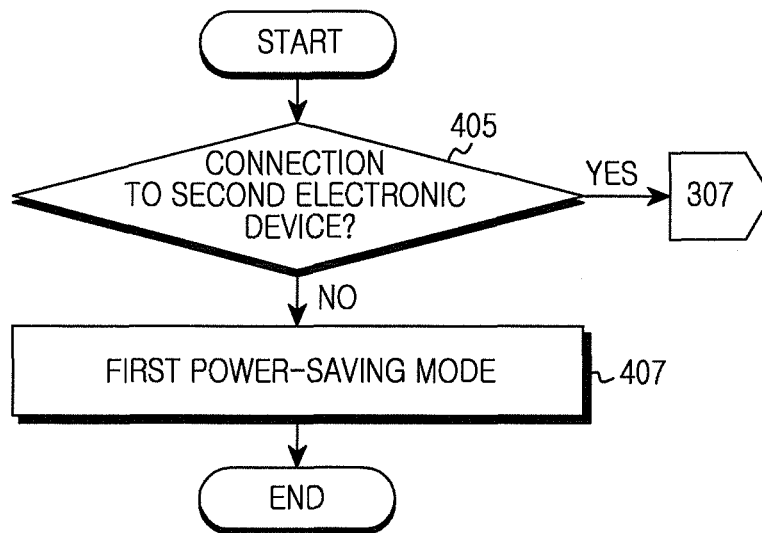 START
405
CONNECTION
TO SECOND ELECTRONIC
DEVICE?
YES
307
NO
FIRST POWER-SAVING MODE
407
END